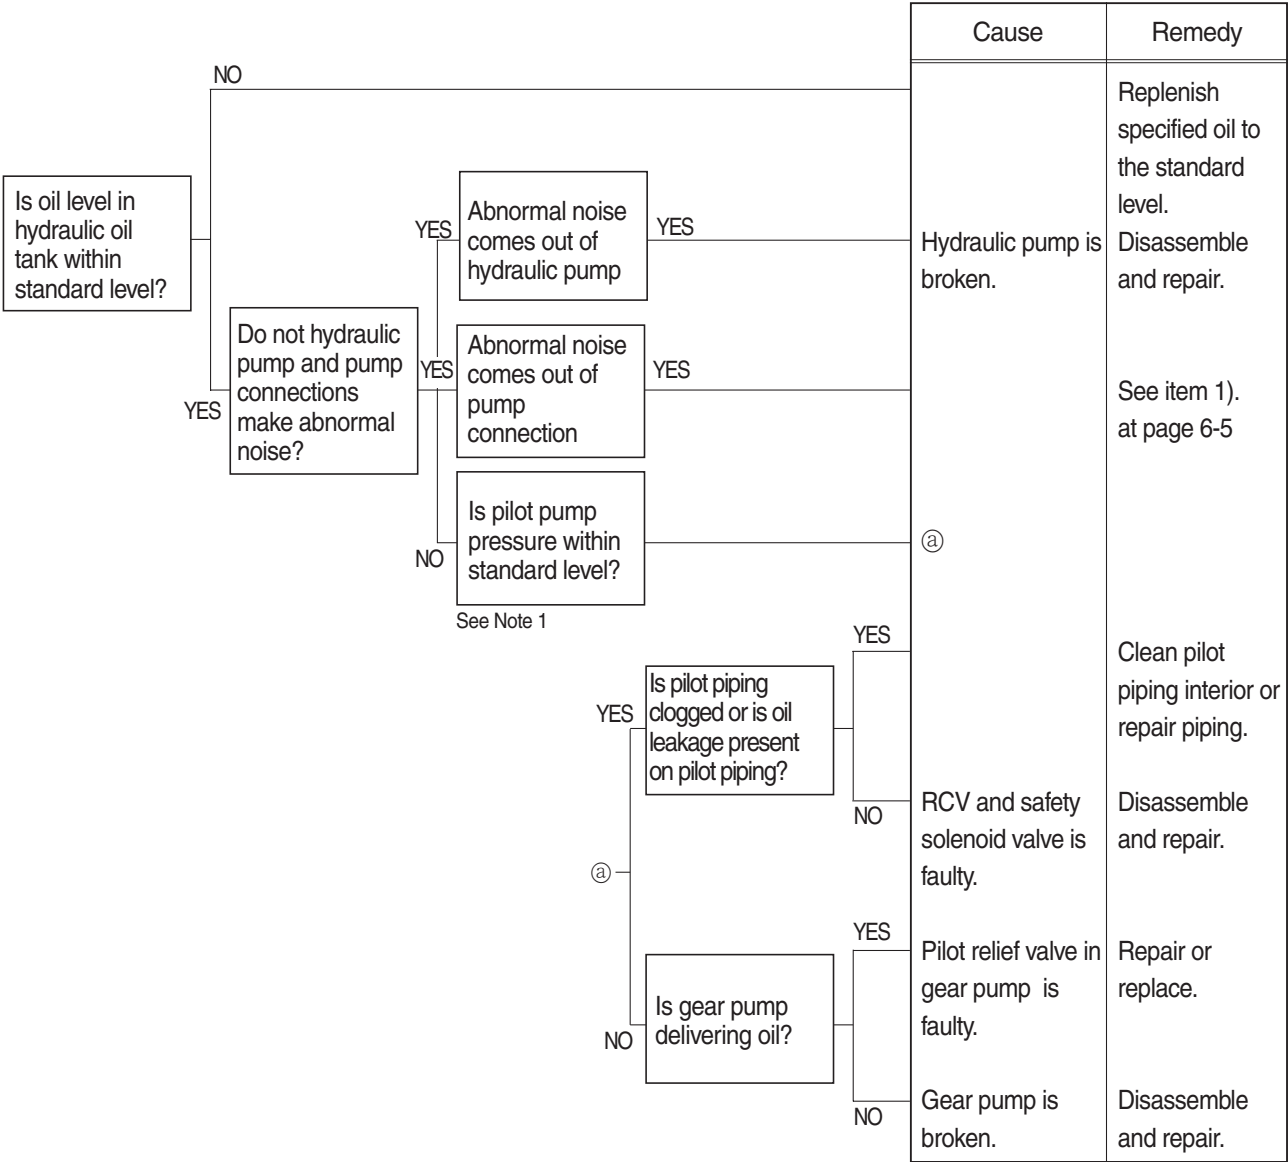 Cause
Remedy
NO
Replenish
specified oil to
the standard
level.
Is oil level in
hydraulic oil
tank within
standard level?
YES
Abnormal noise
comes out of
hydraulic pump
YES
Hydraulic pump is
broken.
Disassemble
and repair.
YES
Do not hydraulic
pump and pump
connections
make abnormal
noise?
YES
Abnormal noise
comes out of
pump
connection
YES
See item 1).
at page 6-5
NO
Is pilot pump
pressure within
standard level?
See Note 1
ⓐ
ⓐ
YES
Is pilot piping
clogged or is oil
leakage present
on pilot piping?
YES
Clean pilot
piping interior or
repair piping.
NO
RCV and safety
solenoid valve is
faulty.
Disassemble
and repair.
NO
Is gear pump
delivering oil?
YES
Pilot relief valve in
gear pump is
faulty.
Repair or
replace.
NO
Gear pump is
broken.
Disassemble
and repair.